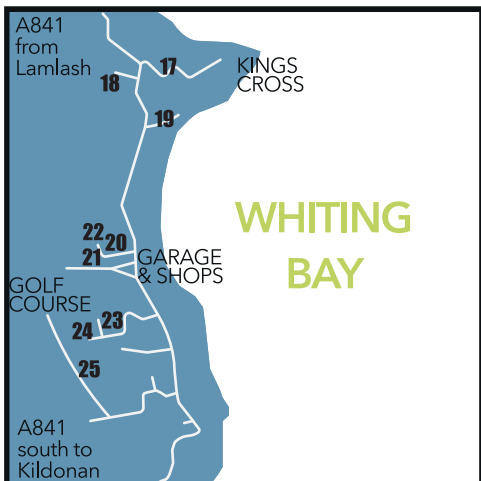 A841
from
Lamlash
17
KINGS
CROSS
18
19
WHITING
BAY
22
20
21
GARAGE
& SHOPS
GOLF
COURSE
23
24
25
A841
south to
Kildonan